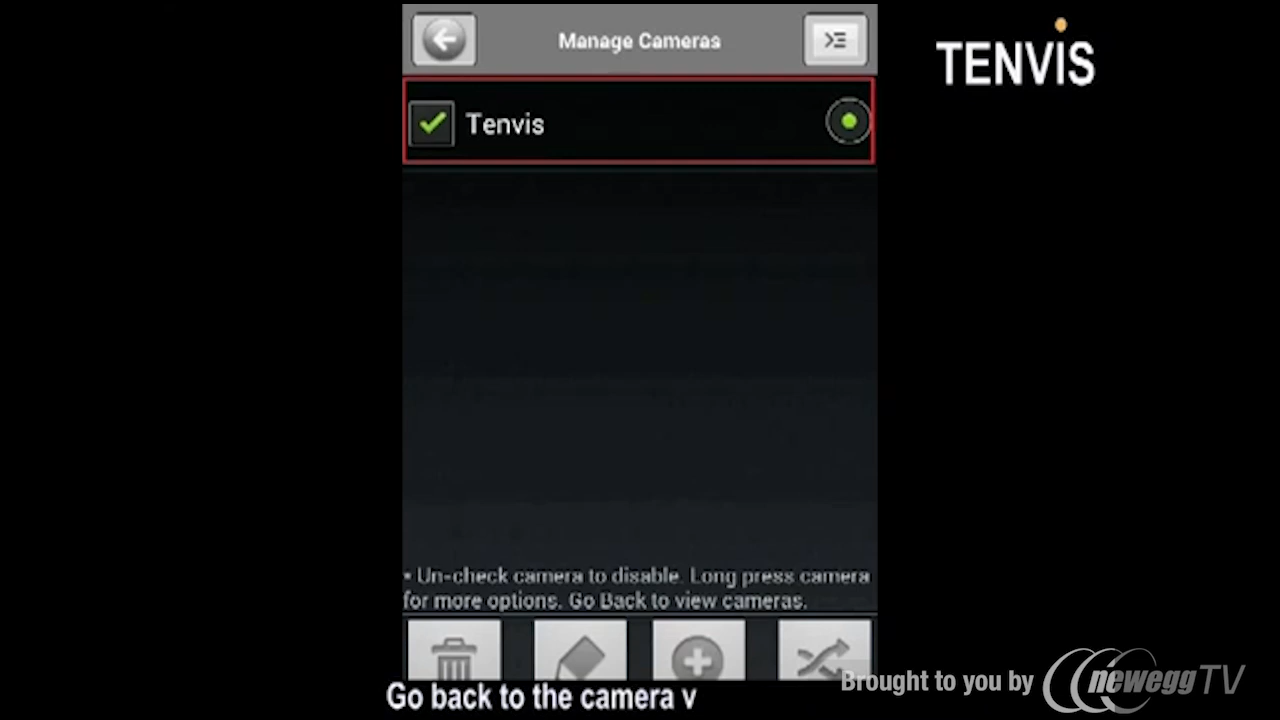 Manage Cameras
TENVIS
Tenvis
• Un-check camera to disable. Long press camera
for more options. Go Back to view cameras.
Go back to the camera v
Brought to you by neweggTV